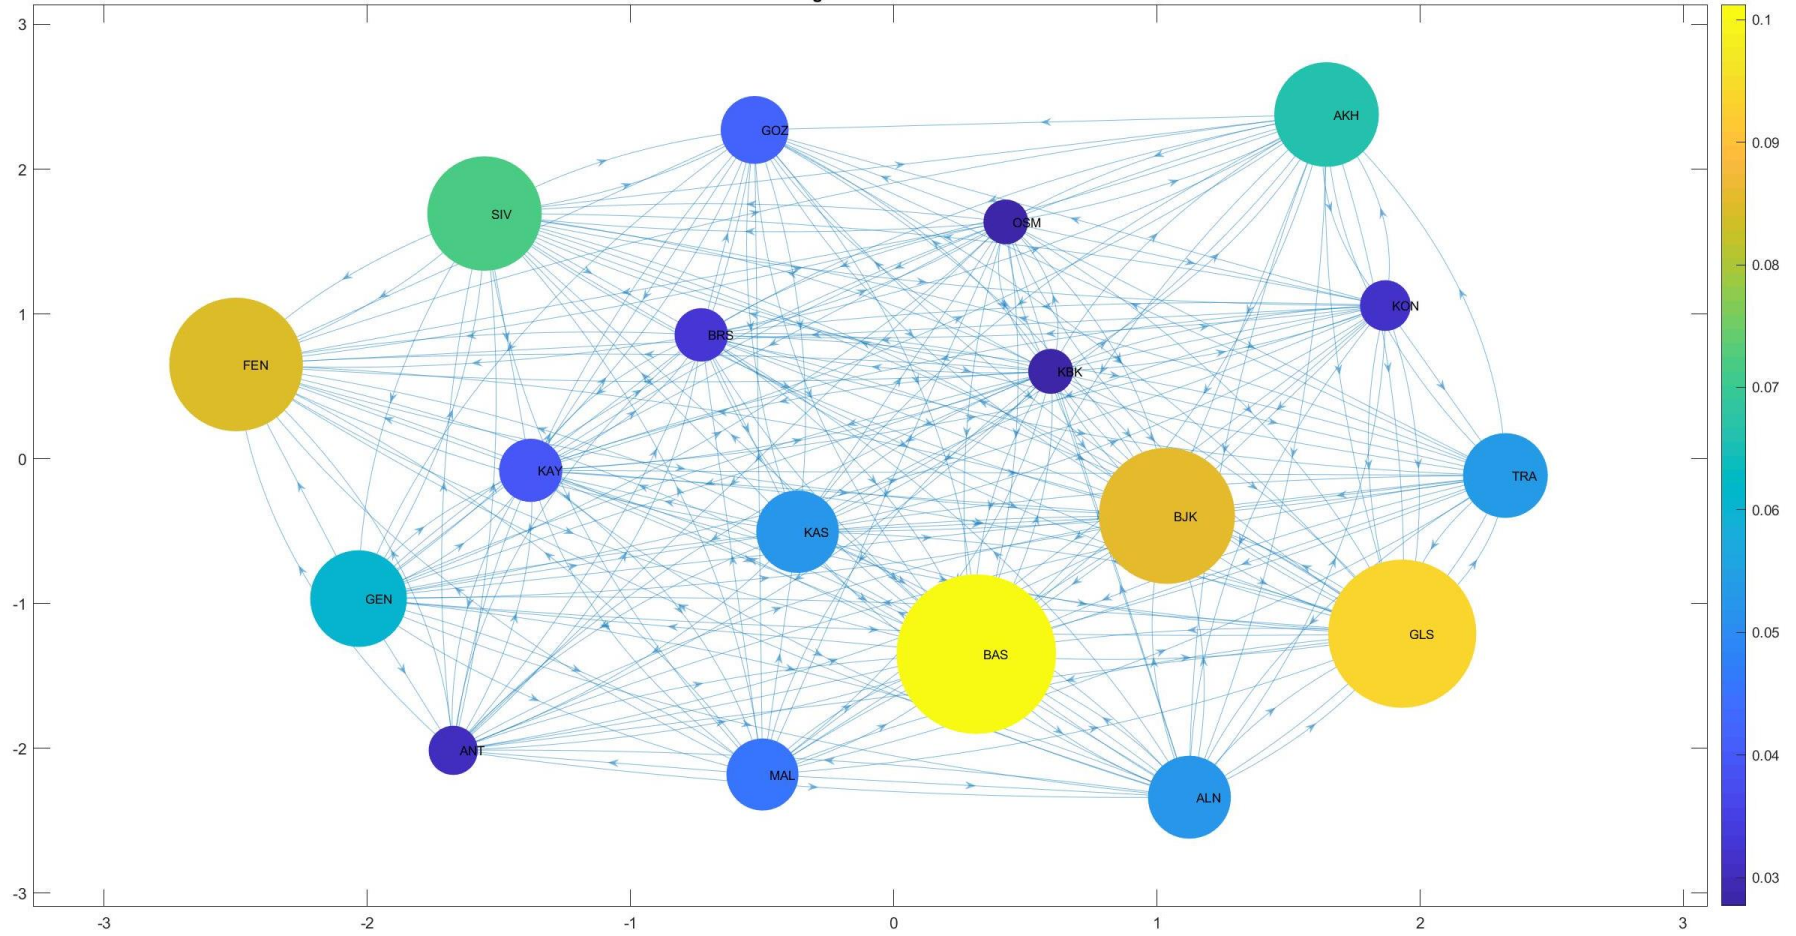 3
2
1
0
-1
-2
-3
-3
-2
-1
0
1
2
3
0.1
0.09
0.08
0.07
0.06
0.05
0.04
0.03
AKH
GOZ
SIV
OSM
KON
BRS
FEN
KBK
KAY
TRA
BJK
KAS
GEN
GLS
BAS
ANT
MAL
ALN